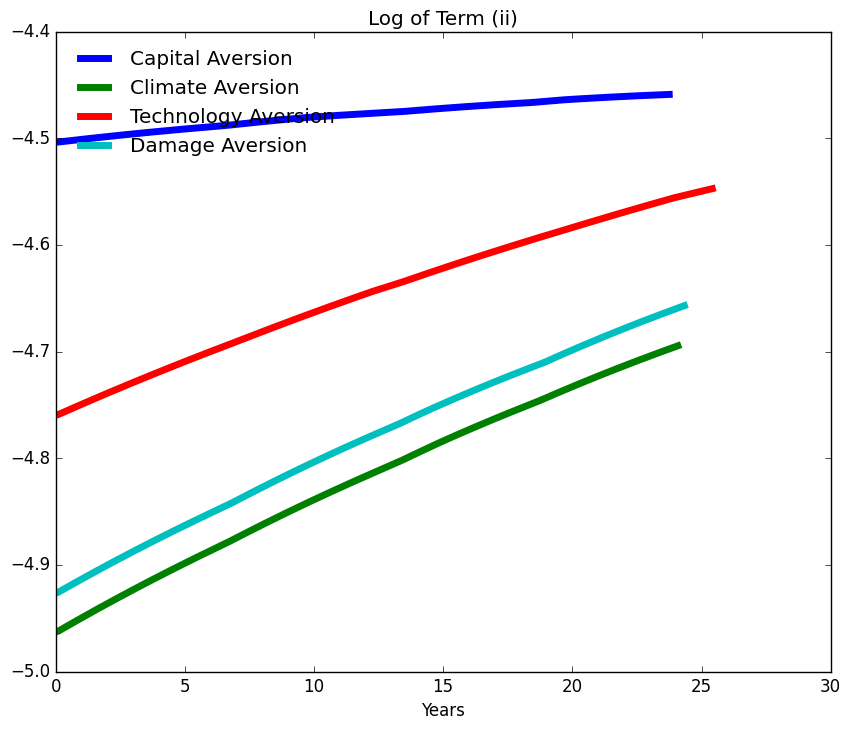 Log of Term (ii)
−4.4
−4.5
−4.6
−4.7
−4.8
−4.9
−5.0
Capital Aversion
Climate Aversion
Technology Aversion
Damage Aversion
0 5 10 15 20 25 30
Years